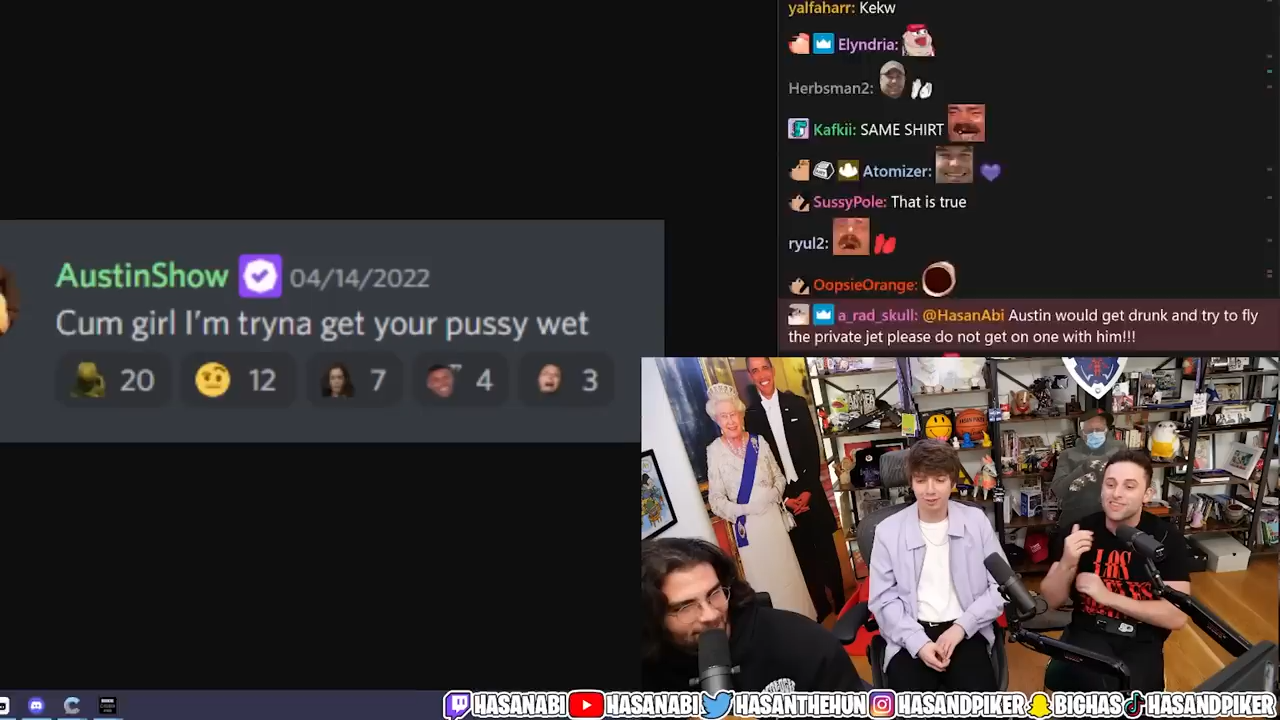 yalfaharr: Kekw
Elyndria:
Herbsman2:
Kafkii: SAME SHIRT
Atomizer:
SussyPole: That is true
ryul2:
OopsieOrange:
a_rad_skull: @HasanAbi Austin would get drunk and try to fly
the private jet please do not get on one with him!!!
AustinShow 04/14/2022
Cum girl I'm tryna get your pussy wet
20 12 7 4 3
LOS
HASANABI HASANABI HASANTHEHUN HASANDPIKER BIGHAS HASANDPIKER